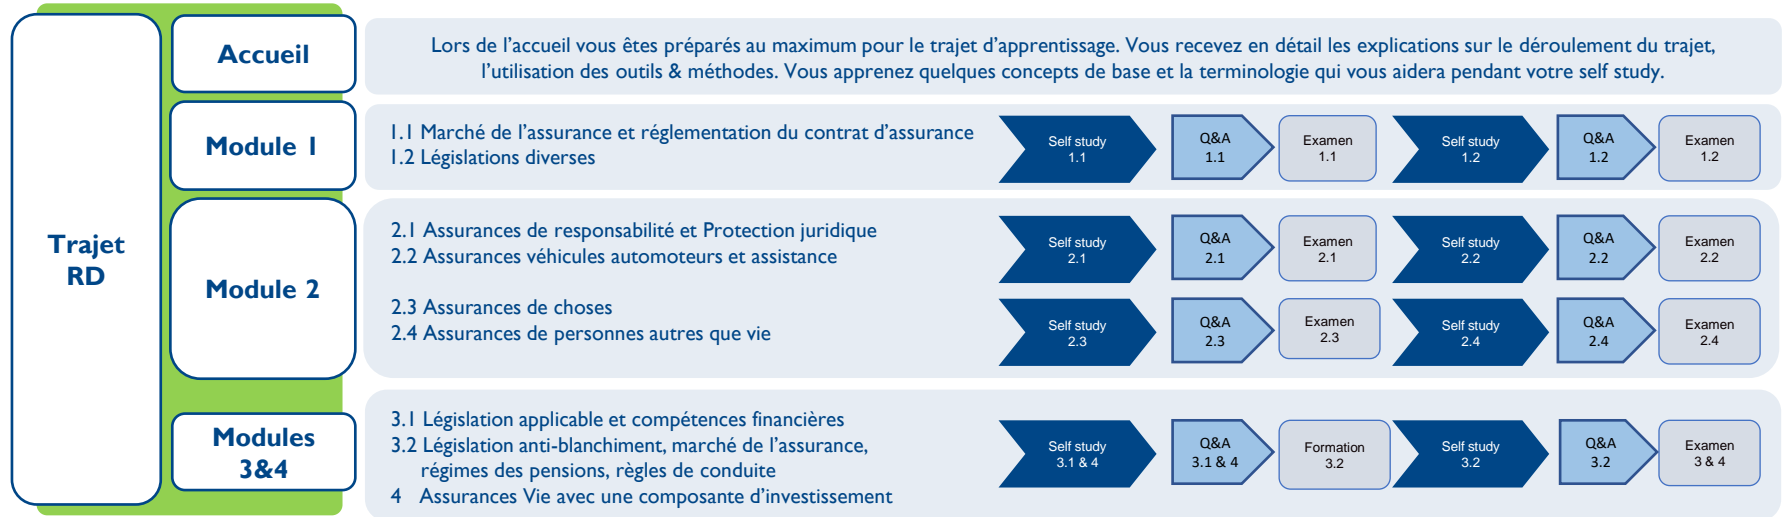 Trajet
RD
Accueil
Lors de l'accueil vous êtes préparés au maximum pour le trajet d'apprentissage. Vous recevez en détail les explications sur le déroulement du trajet,
l'utilisation des outils & méthodes. Vous apprenez quelques concepts de base et la terminologie qui vous aidera pendant votre self study.
Module 1
1.1 Marché de l'assurance et réglementation du contrat d'assurance
1.2 Législations diverses
Self study
1.1
Q&A
1.1
Examen
1.1
Self study
1.2
Q&A
1.2
Examen
1.2
Module 2
2.1 Assurances de responsabilité et Protection juridique
2.2 Assurances véhicules automoteurs et assistance
2.3 Assurances de choses
2.4 Assurances de personnes autres que vie
Self study
2.1
Q&A
2.1
Examen
2.1
Self study
2.2
Q&A
2.2
Examen
2.2
Self study
2.3
Q&A
2.3
Examen
2.3
Self study
2.4
Q&A
2.4
Examen
2.4
Modules
3&4
3.1 Législation applicable et compétences financières
3.2 Législation anti-blanchiment, marché de l'assurance,
régimes des pensions, règles de conduite
4 Assurances Vie avec une composante d'investissement
Self study
3.1 & 4
Q&A
3.1 & 4
Formation
3.2
Self study
3.2
Q&A
3.2
Examen
3 & 4